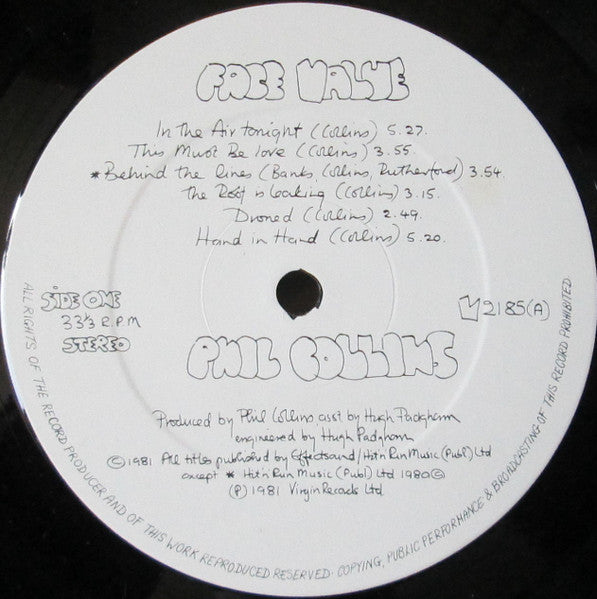 FACE VALUE
In the Air tonight (Collins) 5.27.
This Must Be love (Collins) 3.55.
* Behind the lines (Banks, Collins, Rutherford) 3.54.
The Roof is leaking (Collins) 3.15.
Droned (Collins) 2.49.
Hand in Hand (Collins) 5.20.
SIDE ONE
33⅓ R.P.M
STEREO
V2185(A)
PHIL COLLINS
Produced by Phil Collins, asst by Hugh Padgham
engineered by Hugh Padgham
©1981 All titles published by Effectsound/Hit'n Run Music (Publ) Ltd
except * Hit'n Run Music (Publ) Ltd 1980©
(P) 1981 Virgin Records Ltd
ALL RIGHTS OF THE RECORD PRODUCER AND OF THIS WORK REPRODUCED RESERVED. COPYING, PUBLIC PERFORMANCE & BROADCASTING OF THIS RECORD PROHIBITED